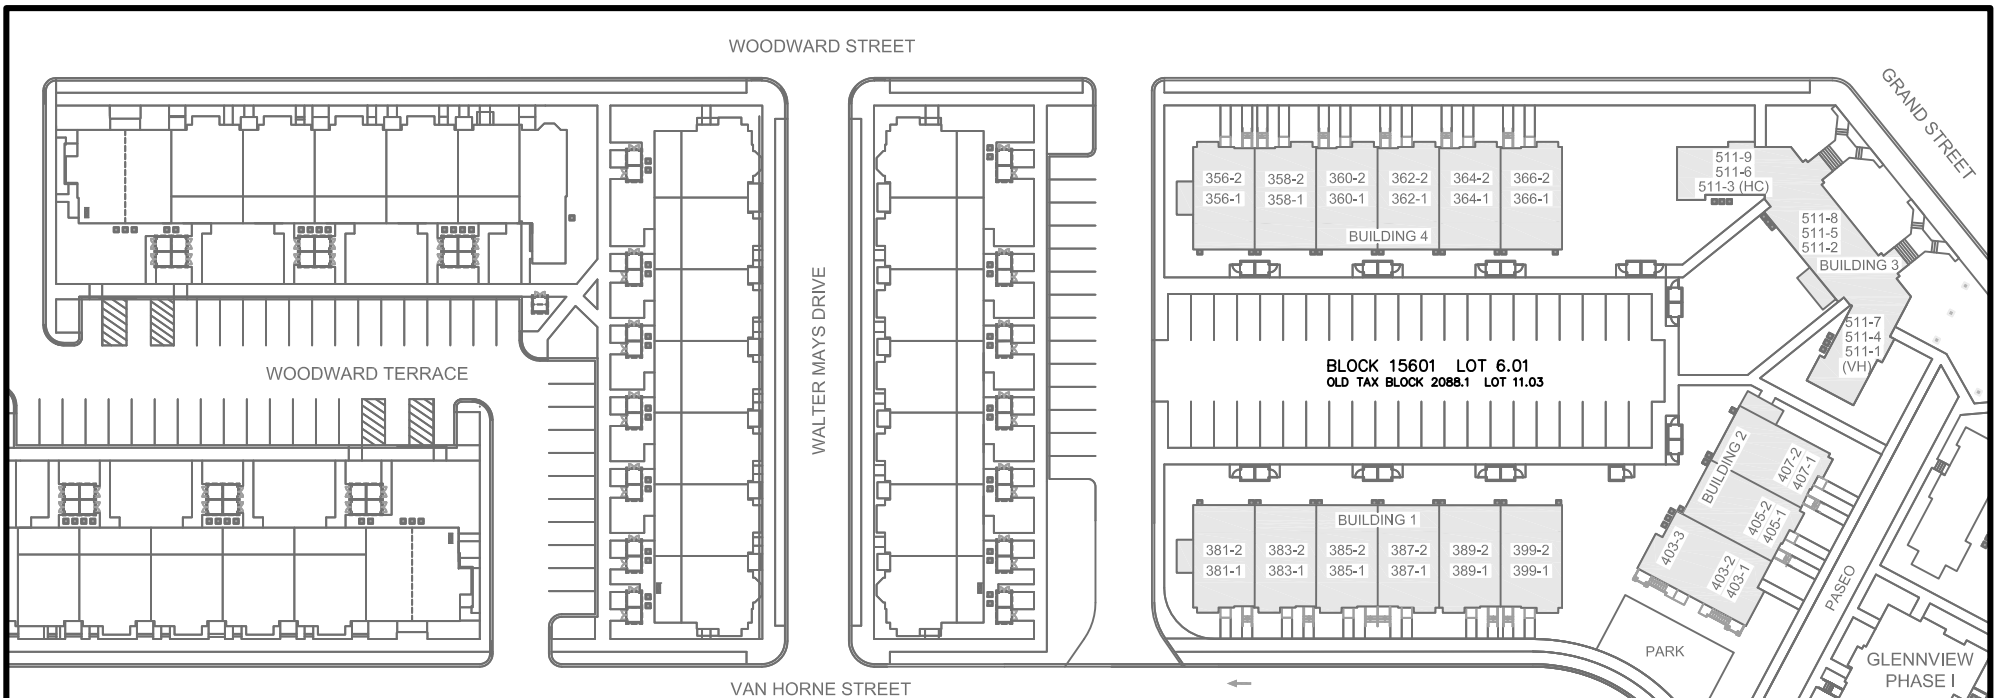 WOODWARD STREET
GRAND STREET
356-2 358-2 360-2 362-2 364-2 366-2
356-1 358-1 360-1 362-1 364-1 366-1
BUILDING 4
511-9
511-6
511-3 (HC)
511-8
511-5
511-2
BUILDING 3
511-7
511-4
511-1
(VH)
WALTER MAYS DRIVE
WOODWARD TERRACE
BLOCK 15601 LOT 6.01
OLD TAX BLOCK 2088.1 LOT 11.03
BUILDING 2
407-2
407-1
405-2
405-1
403-3
403-2
403-1
BUILDING 1
381-2 383-2 385-2 387-2 389-2 399-2
381-1 383-1 385-1 387-1 389-1 399-1
PASEO
PARK
GLENNVIEW
PHASE I
VAN HORNE STREET